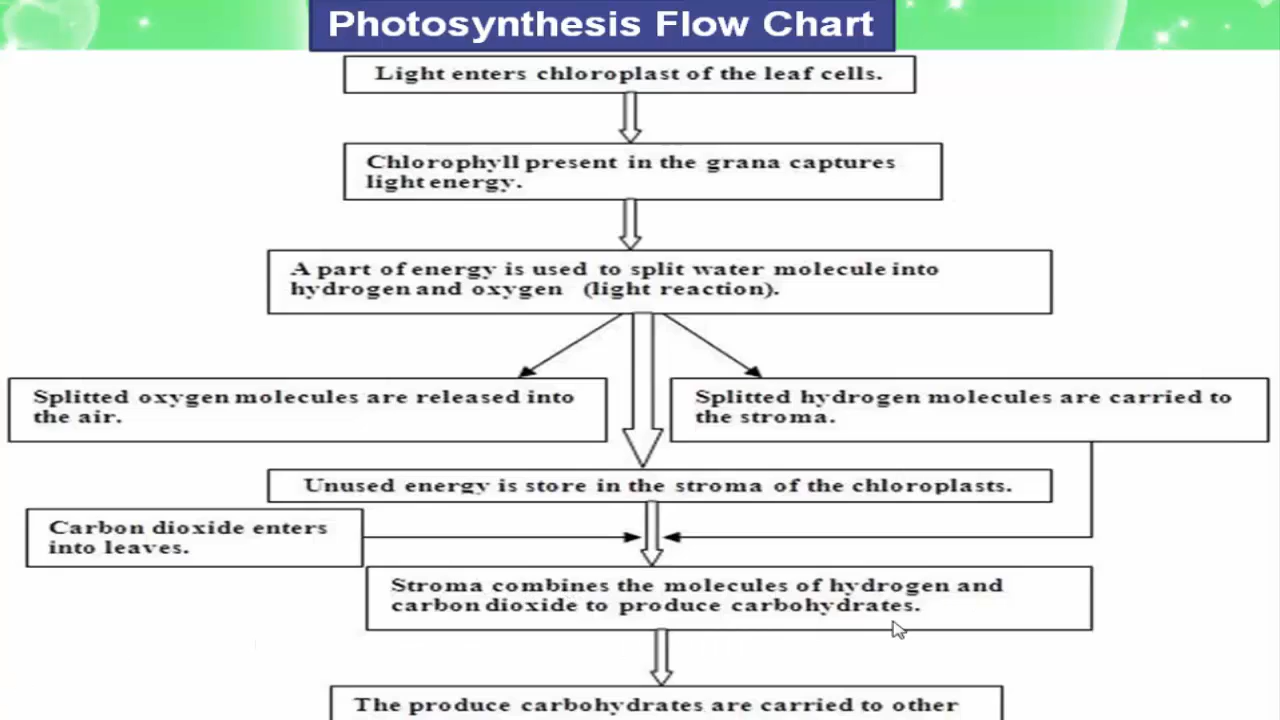 Photosynthesis Flow Chart
Light enters chloroplast of the leaf cells.
Chlorophyll present in the grana captures
light energy.
A part of energy is used to split water molecule into
hydrogen and oxygen (light reaction).
Splitted oxygen molecules are released into
the air.
Splitted hydrogen molecules are carried to
the stroma.
Unused energy is store in the stroma of the chloroplasts.
Carbon dioxide enters
into leaves.
Stroma combines the molecules of hydrogen and
carbon dioxide to produce carbohydrates.
The produce carbohydrates are carried to other